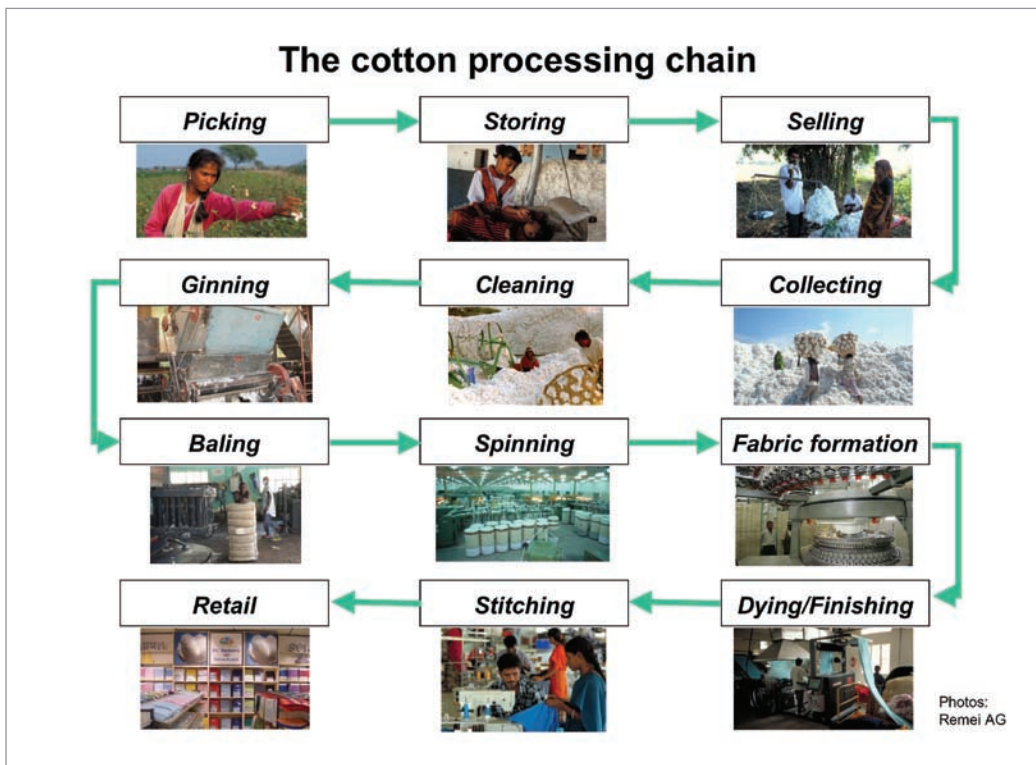 The cotton processing chain
Picking
Storing
Selling
Ginning
Cleaning
Collecting
Baling
Spinning
Fabric formation
Retail
Stitching
Dying/Finishing
Photos:
Remei AG